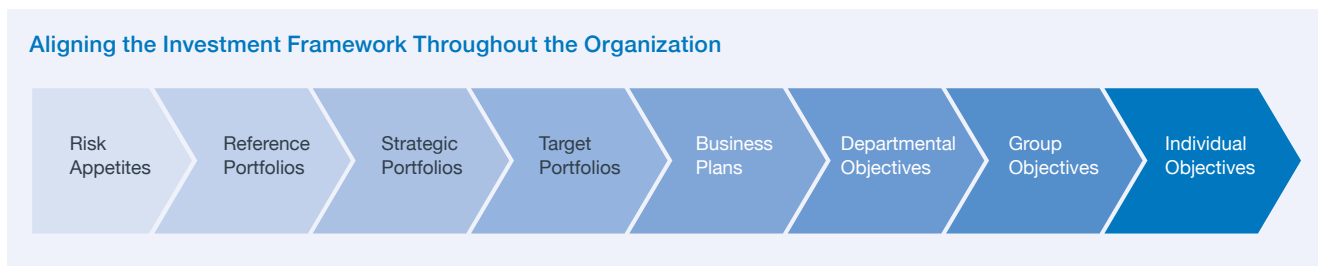 Aligning the Investment Framework Throughout the Organization
Risk
Appetites
Reference
Portfolios
Strategic
Portfolios
Target
Portfolios
Business
Plans
Departmental
Objectives
Group
Objectives
Individual
Objectives